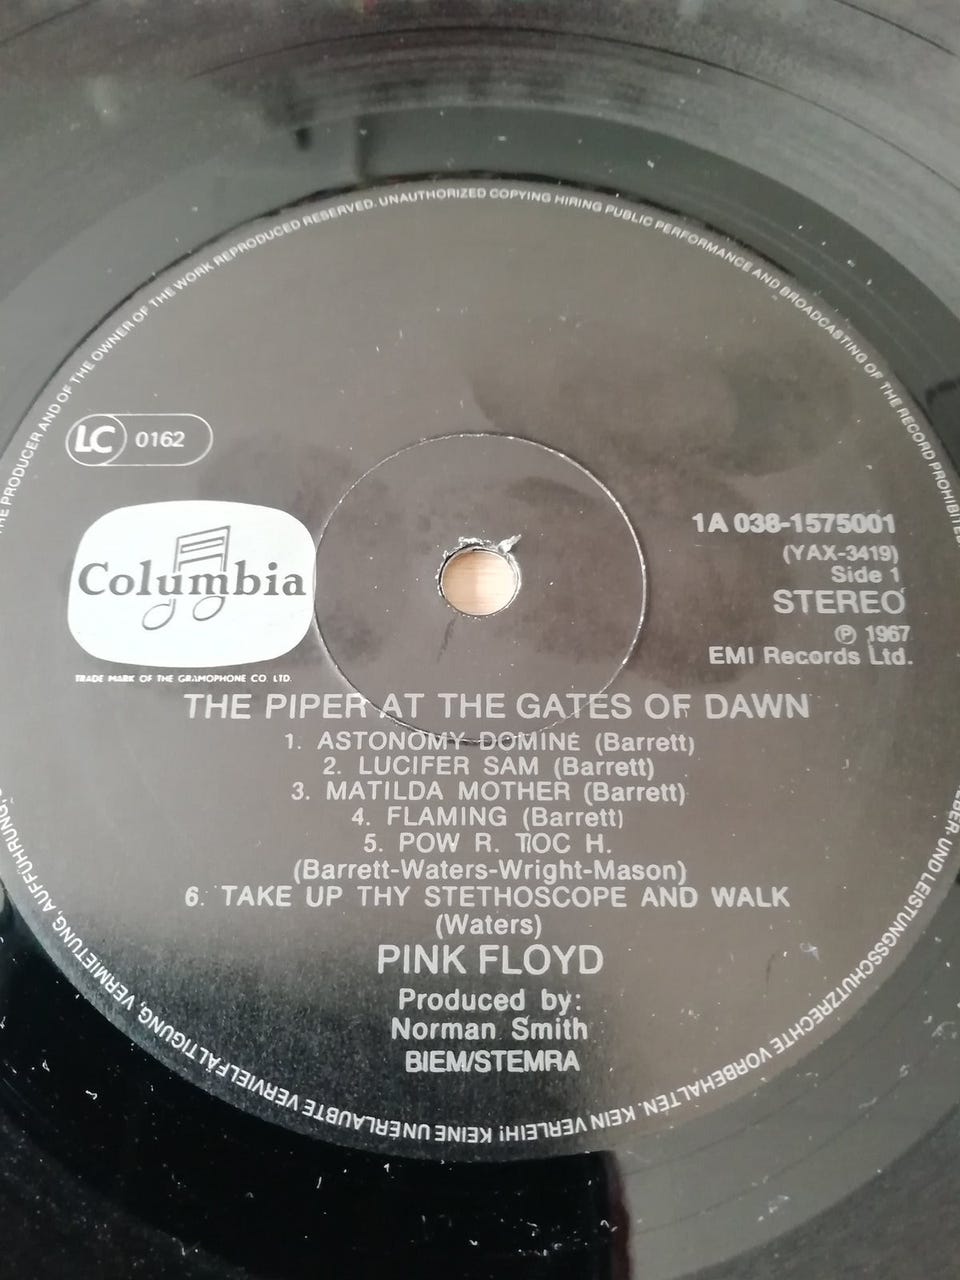 THE PRODUCER AND OF THE OWNER OF THE WORK REPRODUCED RESERVED. UNAUTHORIZED COPYING HIRING PUBLIC PERFORMANCE AND BROADCASTING OF THE RECORD PROHIBITED
LC 0162
Columbia
TRADE MARK OF THE GRAMOPHONE CO. LTD.
1A 038-1575001
(YAX-3419)
Side 1
STEREO
℗ 1967
EMI Records Ltd.
THE PIPER AT THE GATES OF DAWN
1. ASTONOMY DOMINÉ (Barrett)
2. LUCIFER SAM (Barrett)
3. MATILDA MOTHER (Barrett)
4. FLAMING (Barrett)
5. POW R. TOC H.
(Barrett-Waters-Wright-Mason)
6. TAKE UP THY STETHOSCOPE AND WALK
(Waters)
PINK FLOYD
Produced by:
Norman Smith
BIEM/STEMRA
UND LEISTUNGSSCHUTZRECHTE VORBEHALTEN. KEIN VERLEIH! KEINE UNERLAUBTE VERVIELFÄLTIGUNG, VERMIETUNG, AUFFÜHRUNG,